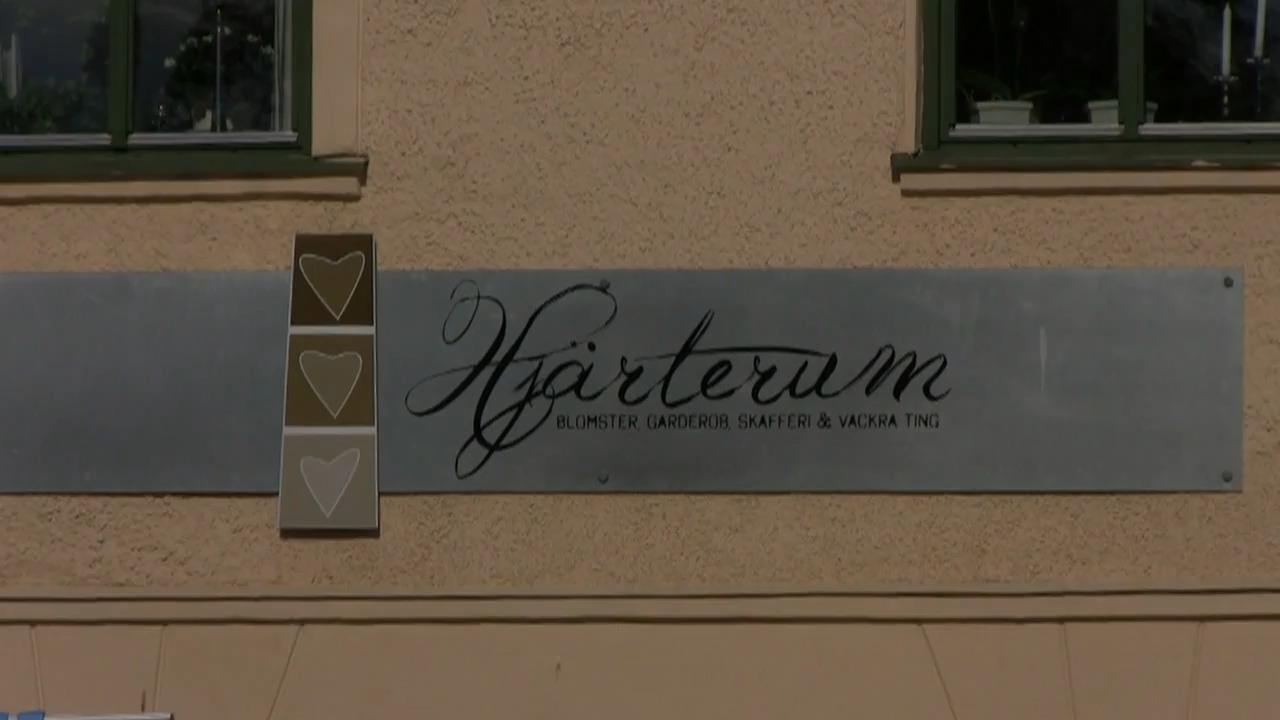 Hjärterum
BLOMSTER, GARDEROB, SKAFFERI & VACKRA TING